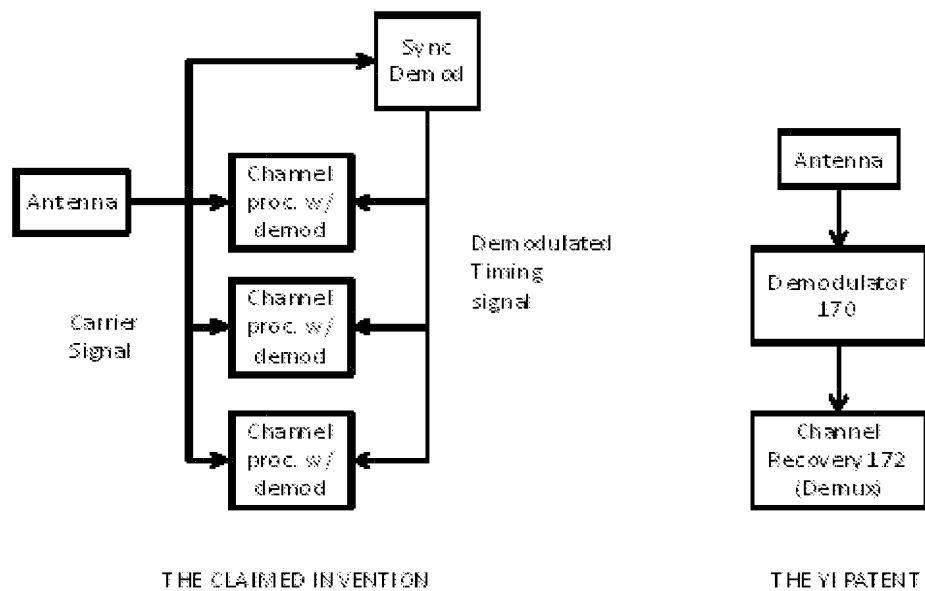 Sync
Demod
Antenna
Channel
proc. w/
demod
Channel
proc. w/
demod
Channel
proc. w/
demod
Carrier
Signal
Demodulated
Timing
signal
THE CLAIMED INVENTION
Antenna
Demodulator
170
Channel
Recovery 172
(Demux)
THE YI PATENT